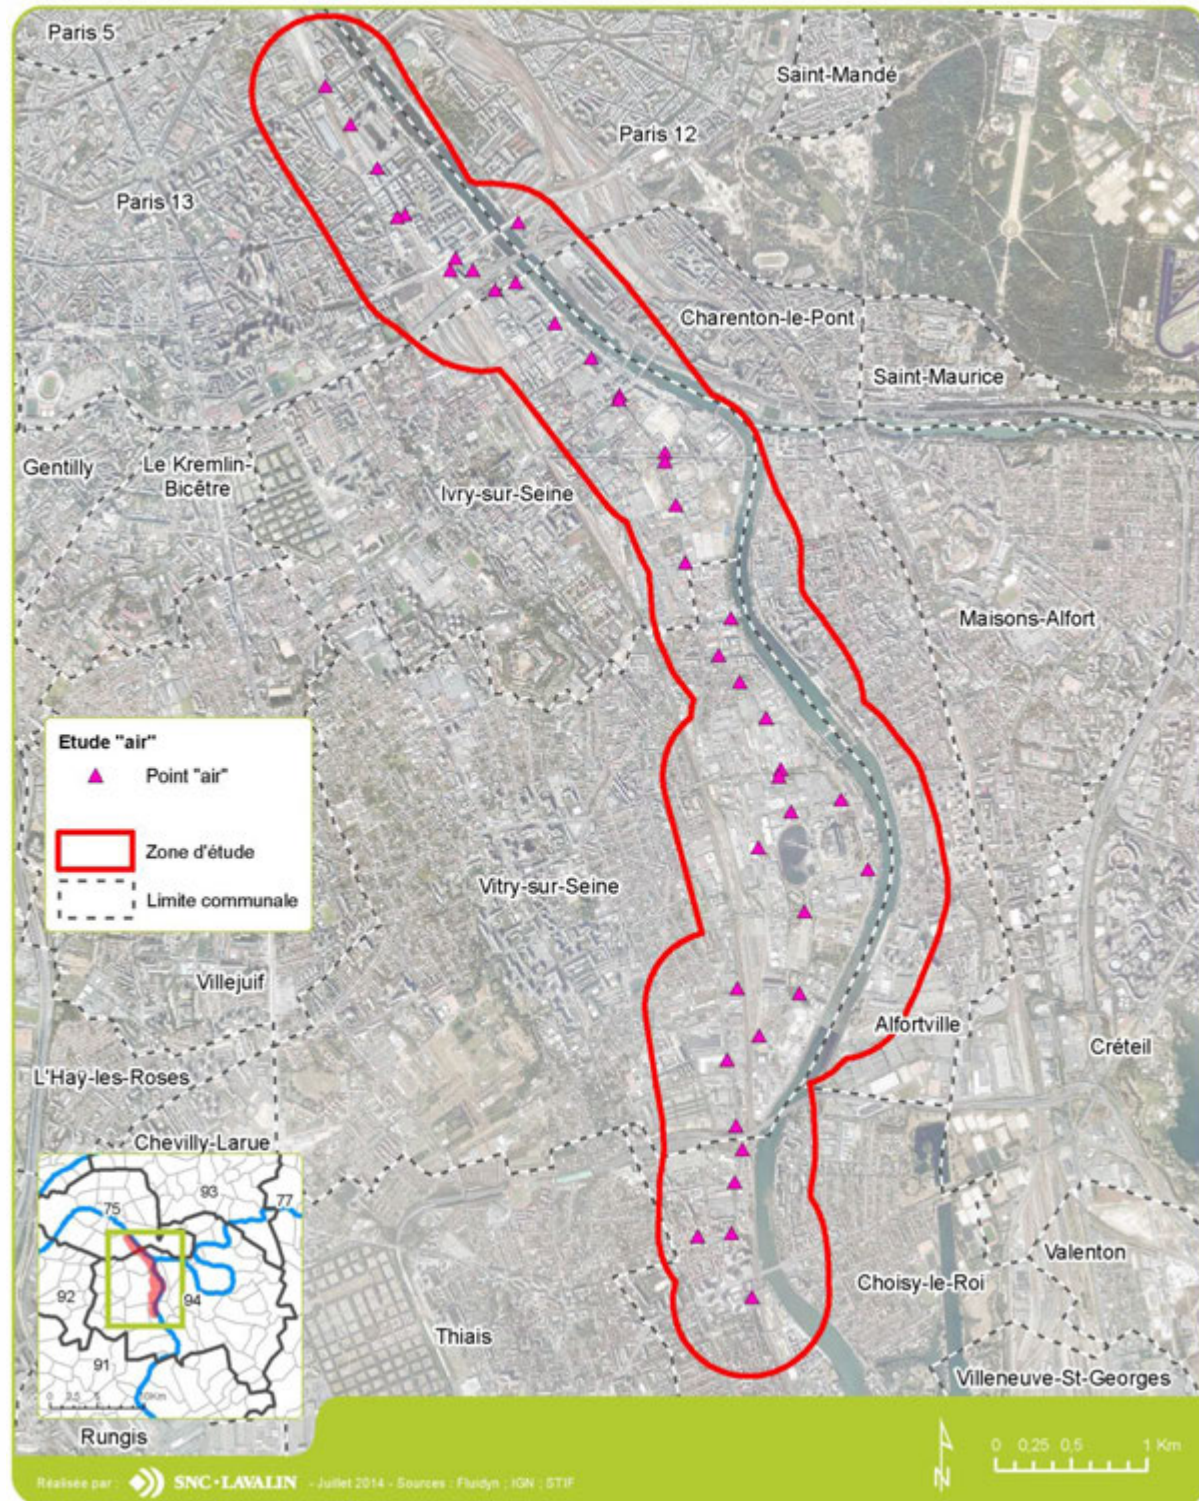 Paris 5
Saint-Mandé
Paris 12
Paris 13
Charenton-le-Pont
Saint-Maurice
Gentilly
Le Kremlin-
Bicêtre
Ivry-sur-Seine
Maisons-Alfort
Etude "air"
Point "air"
Zone d'étude
Limite communale
Vitry-sur-Seine
Villejuif
Alfortville
Créteil
L'Haÿ-les-Roses
Chevilly-Larue
93
77
75
92
94
91
Valenton
Choisy-le-Roi
Thiais
Villeneuve-St-Georges
Rungis
0 0,25 0,5 1 Km
N
Réalisée par : SNC•LAVALIN - Juillet 2014 - Sources : Fluidyn ; IGN ; STIF